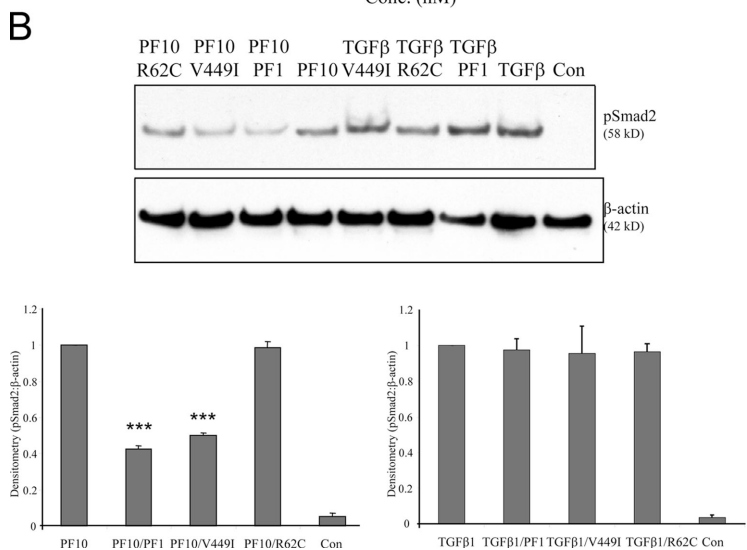 Conc. (nM)
B
PF10 PF10 PF10 TGFβ TGFβ TGFβ
R62C V449I PF1 PF10 V449I R62C PF1 TGFβ Con
pSmad2
(58 kD)
β-actin
(42 kD)
Densitometry (pSmad2:β-actin)
1.2
1
0.8
0.6
0.4
0.2
0
***
***
PF10 PF10/PF1 PF10/V449I PF10/R62C Con
Densitometry (pSmad2:β-actin)
1.2
1
0.8
0.6
0.4
0.2
0
TGFβ1 TGFβ1/PF1 TGFβ1/V449I TGFβ1/R62C Con